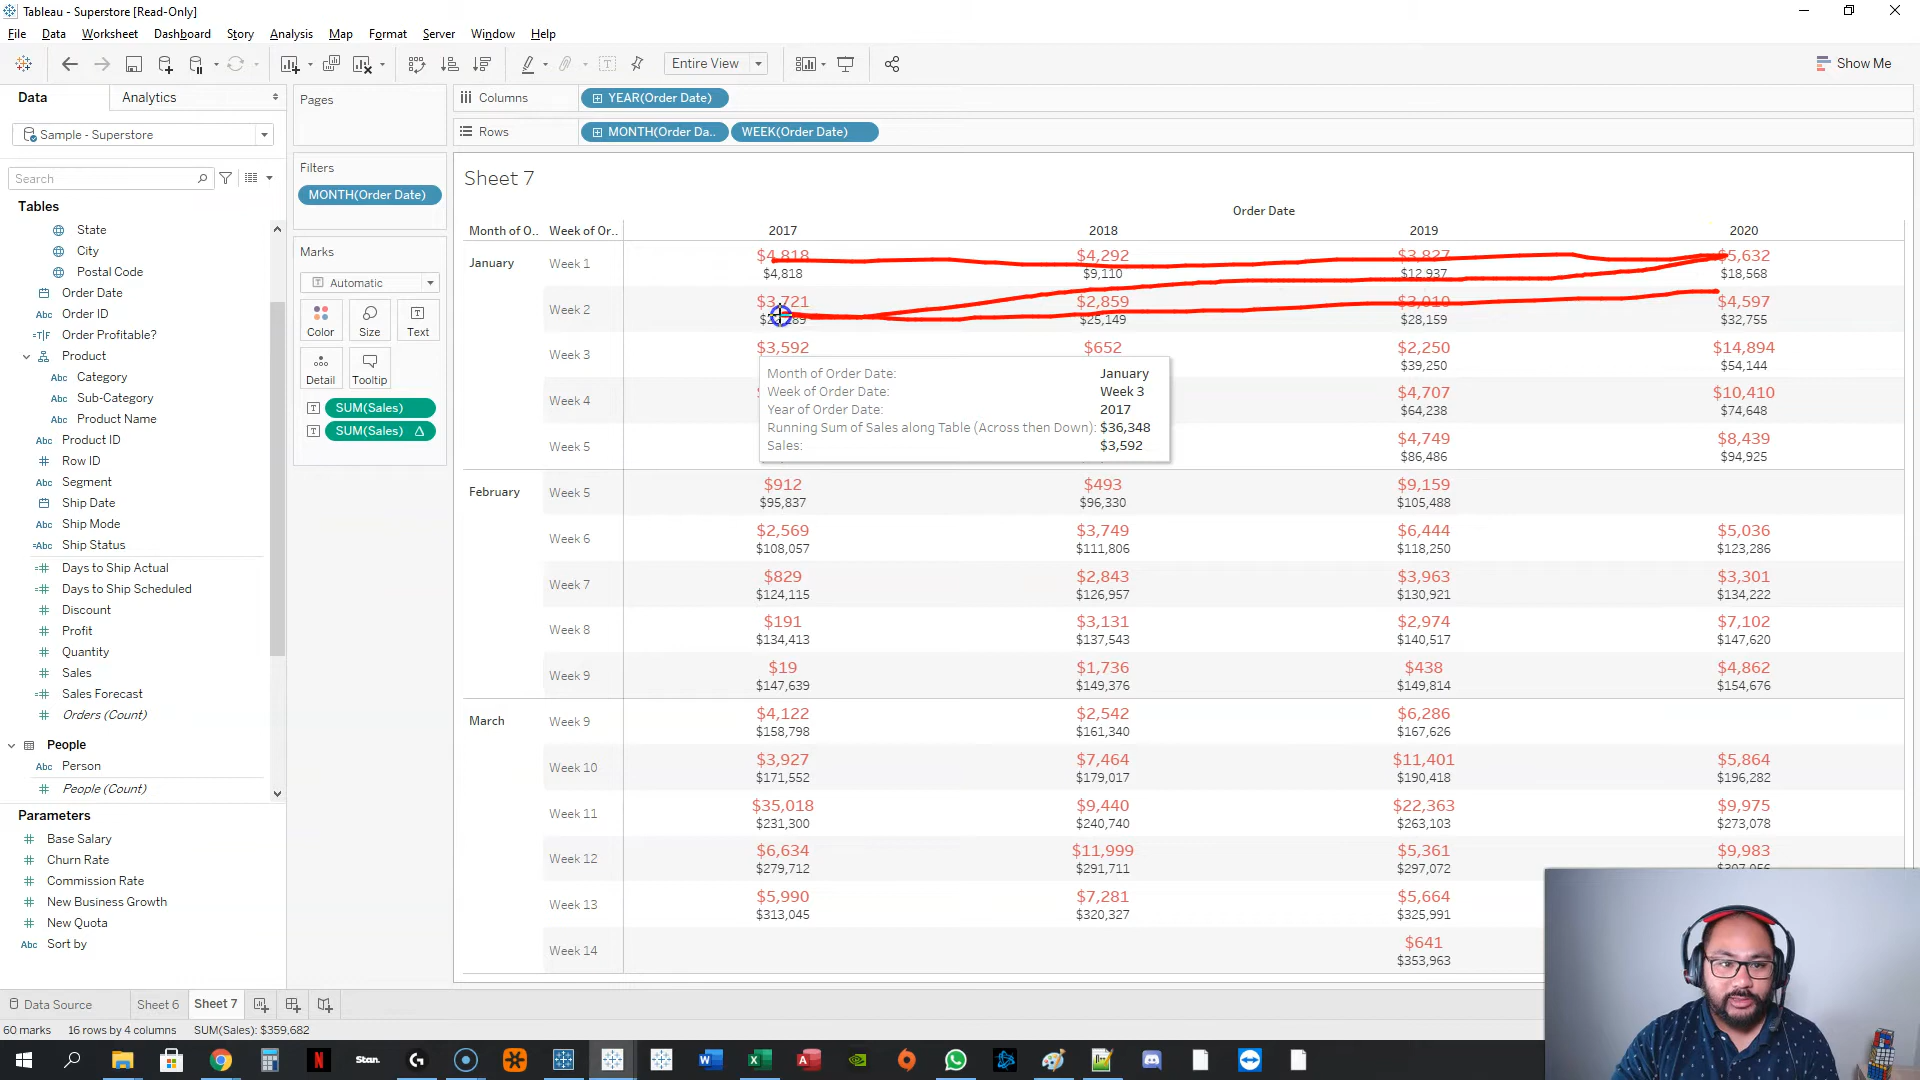 Tableau - Superstore [Read-Only]
File Data Worksheet Dashboard Story Analysis Map Format Server Window Help
Entire View
Show Me
Data Analytics
Sample - Superstore
Search
Tables
State
City
Postal Code
Order Date
Order ID
=T|F Order Profitable?
Product
Abc Category
Abc Sub-Category
Abc Product Name
Abc Product ID
Row ID
Abc Segment
Ship Date
Abc Ship Mode
=Abc Ship Status
Days to Ship Actual
Days to Ship Scheduled
Discount
Profit
Quantity
Sales
Sales Forecast
Orders (Count)
People
Abc Person
People (Count)
Parameters
Base Salary
Churn Rate
Commission Rate
New Business Growth
New Quota
Abc Sort by
Pages
Filters
MONTH(Order Date)
Marks
Automatic
Color Size Text
Detail Tooltip
SUM(Sales)
SUM(Sales) Δ
Columns YEAR(Order Date)
Rows MONTH(Order Da.. WEEK(Order Date)
Sheet 7
Order Date
Month of O.. Week of Or.. 2017 2018 2019 2020
January Week 1 $4,818 $4,292 $3,827 $5,632
$4,818 $9,110 $12,937 $18,568
Week 2 $3,721 $2,859 $3,010 $4,597
$25,149 $28,159 $32,755
Week 3 $3,592 $652 $2,250 $14,894
$39,250 $54,144
Week 4 $4,707 $10,410
$64,238 $74,648
Week 5 $4,749 $8,439
$86,486 $94,925
Month of Order Date: January
Week of Order Date: Week 3
Year of Order Date: 2017
Running Sum of Sales along Table (Across then Down): $36,348
Sales: $3,592
February Week 5 $912 $493 $9,159
$95,837 $96,330 $105,488
Week 6 $2,569 $3,749 $6,444 $5,036
$108,057 $111,806 $118,250 $123,286
Week 7 $829 $2,843 $3,963 $3,301
$124,115 $126,957 $130,921 $134,222
Week 8 $191 $3,131 $2,974 $7,102
$134,413 $137,543 $140,517 $147,620
Week 9 $19 $1,736 $438 $4,862
$147,639 $149,376 $149,814 $154,676
March Week 9 $4,122 $2,542 $6,286
$158,798 $161,340 $167,626
Week 10 $3,927 $7,464 $11,401 $5,864
$171,552 $179,017 $190,418 $196,282
Week 11 $35,018 $9,440 $22,363 $9,975
$231,300 $240,740 $263,103 $273,078
Week 12 $6,634 $11,999 $5,361 $9,983
$279,712 $291,711 $297,072
Week 13 $5,990 $7,281 $5,664
$313,045 $320,327 $325,991
Week 14 $641
$353,963
Data Source Sheet 6 Sheet 7
60 marks 16 rows by 4 columns SUM(Sales): $359,682
Stan.